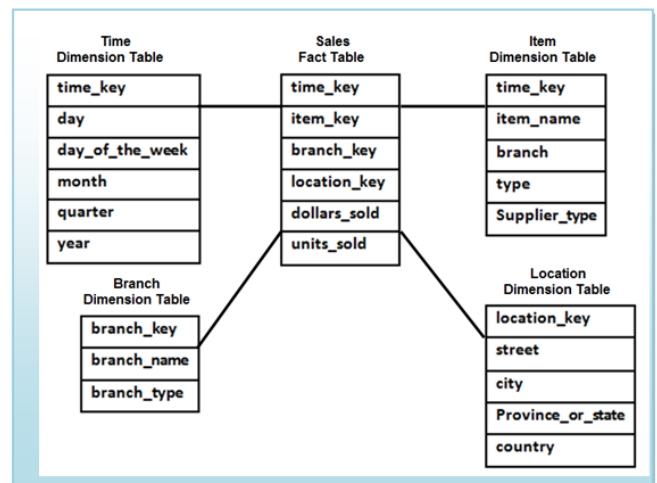 Time
Dimension Table
time_key
day
day_of_the_week
month
quarter
year
Sales
Fact Table
time_key
item_key
branch_key
location_key
dollars_sold
units_sold
Item
Dimension Table
time_key
item_name
branch
type
Supplier_type
Branch
Dimension Table
branch_key
branch_name
branch_type
Location
Dimension Table
location_key
street
city
Province_or_state
country